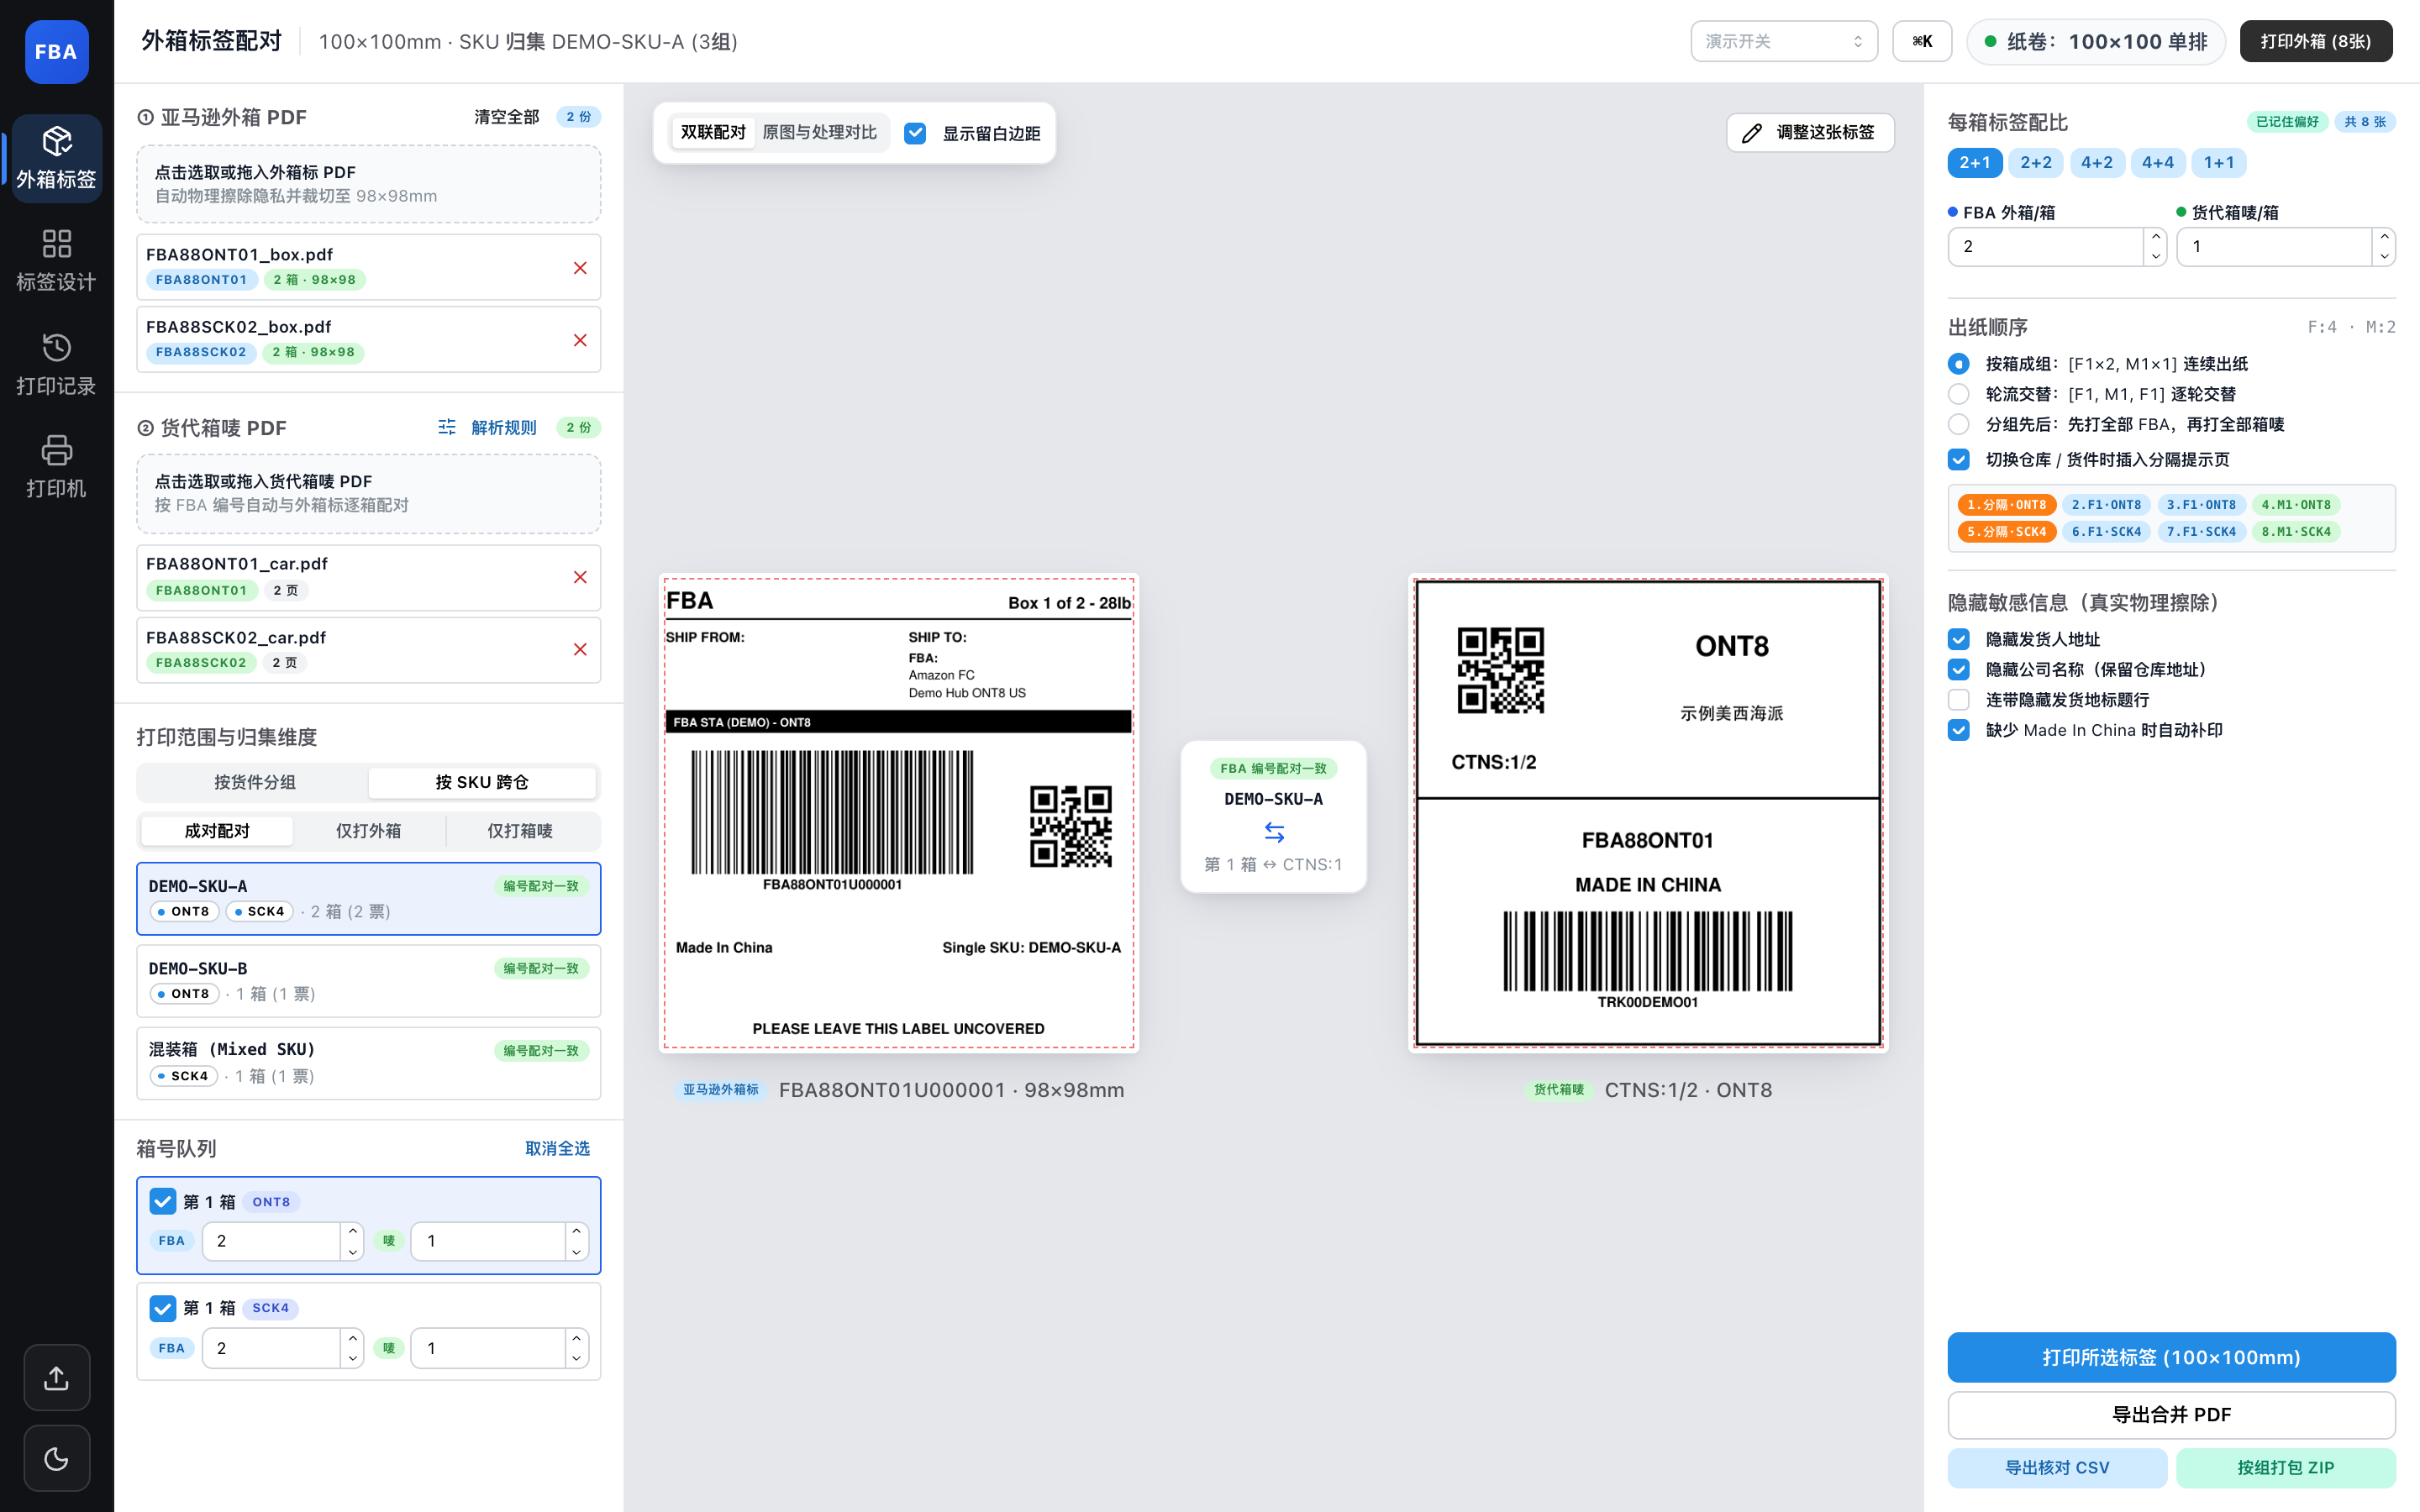 FBA
外箱标签
标签设计
打印记录
打印机
外箱标签配对
100×100mm · SKU 归集 DEMO-SKU-A (3组)
演示开关
⌘K
纸卷：100×100 单排
打印外箱 (8张)
① 亚马逊外箱 PDF
清空全部
2 份
点击选取或拖入外箱标 PDF
自动物理擦除隐私并裁切至 98×98mm
FBA88ONT01_box.pdf
FBA88ONT01
2 箱 · 98×98
FBA88SCK02_box.pdf
FBA88SCK02
2 箱 · 98×98
② 货代箱唛 PDF
解析规则
2 份
点击选取或拖入货代箱唛 PDF
按 FBA 编号自动与外箱标逐箱配对
FBA88ONT01_car.pdf
FBA88ONT01
2 页
FBA88SCK02_car.pdf
FBA88SCK02
2 页
打印范围与归集维度
按货件分组
按 SKU 跨仓
成对配对
仅打外箱
仅打箱唛
DEMO-SKU-A
编号配对一致
ONT8
SCK4
· 2 箱 (2 票)
DEMO-SKU-B
编号配对一致
ONT8
· 1 箱 (1 票)
混装箱 (Mixed SKU)
编号配对一致
SCK4
· 1 箱 (1 票)
箱号队列
取消全选
第 1 箱
ONT8
FBA
2
唛
1
第 1 箱
SCK4
FBA
2
唛
1
双联配对
原图与处理对比
显示留白边距
调整这张标签
FBA
Box 1 of 2 - 28lb
SHIP FROM:
SHIP TO:
FBA:
Amazon FC
Demo Hub ONT8 US
FBA STA (DEMO) - ONT8
FBA88ONT01U000001
Made In China
Single SKU: DEMO-SKU-A
PLEASE LEAVE THIS LABEL UNCOVERED
亚马逊外箱标
FBA88ONT01U000001 · 98×98mm
FBA 编号配对一致
DEMO-SKU-A
第 1 箱 ↔ CTNS:1
ONT8
示例美西海派
CTNS:1/2
FBA88ONT01
MADE IN CHINA
TRK00DEMO01
货代箱唛
CTNS:1/2 · ONT8
每箱标签配比
已记住偏好
共 8 张
2+1
2+2
4+2
4+4
1+1
FBA 外箱/箱
货代箱唛/箱
2
1
出纸顺序
F:4 · M:2
按箱成组：[F1×2, M1×1] 连续出纸
轮流交替：[F1, M1, F1] 逐轮交替
分组先后：先打全部 FBA，再打全部箱唛
切换仓库 / 货件时插入分隔提示页
1.分隔·ONT8
2.F1·ONT8
3.F1·ONT8
4.M1·ONT8
5.分隔·SCK4
6.F1·SCK4
7.F1·SCK4
8.M1·SCK4
隐藏敏感信息（真实物理擦除）
隐藏发货人地址
隐藏公司名称（保留仓库地址）
连带隐藏发货地标题行
缺少 Made In China 时自动补印
打印所选标签 (100×100mm)
导出合并 PDF
导出核对 CSV
按组打包 ZIP